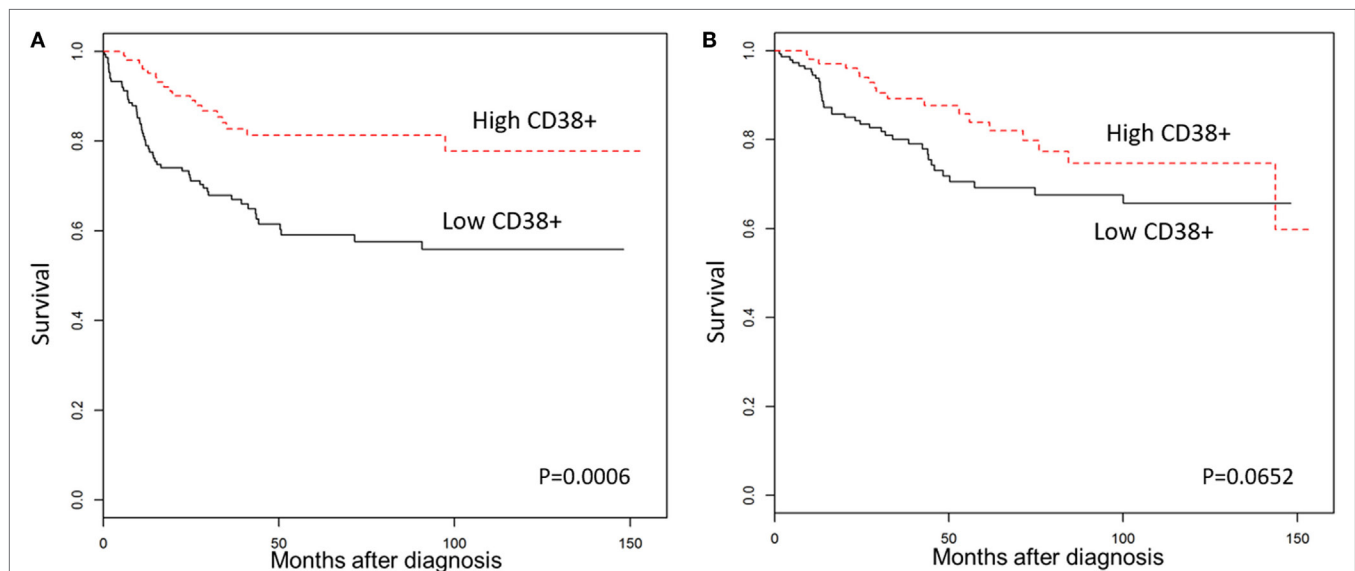 A
1.0
0.8
0.6
0.4
0.2
0.0
Survival
High CD38+
Low CD38+
P=0.0006
0 50 100 150
Months after diagnosis
B
1.0
0.8
0.6
0.4
0.2
0.0
Survival
High CD38+
Low CD38+
P=0.0652
0 50 100 150
Months after diagnosis